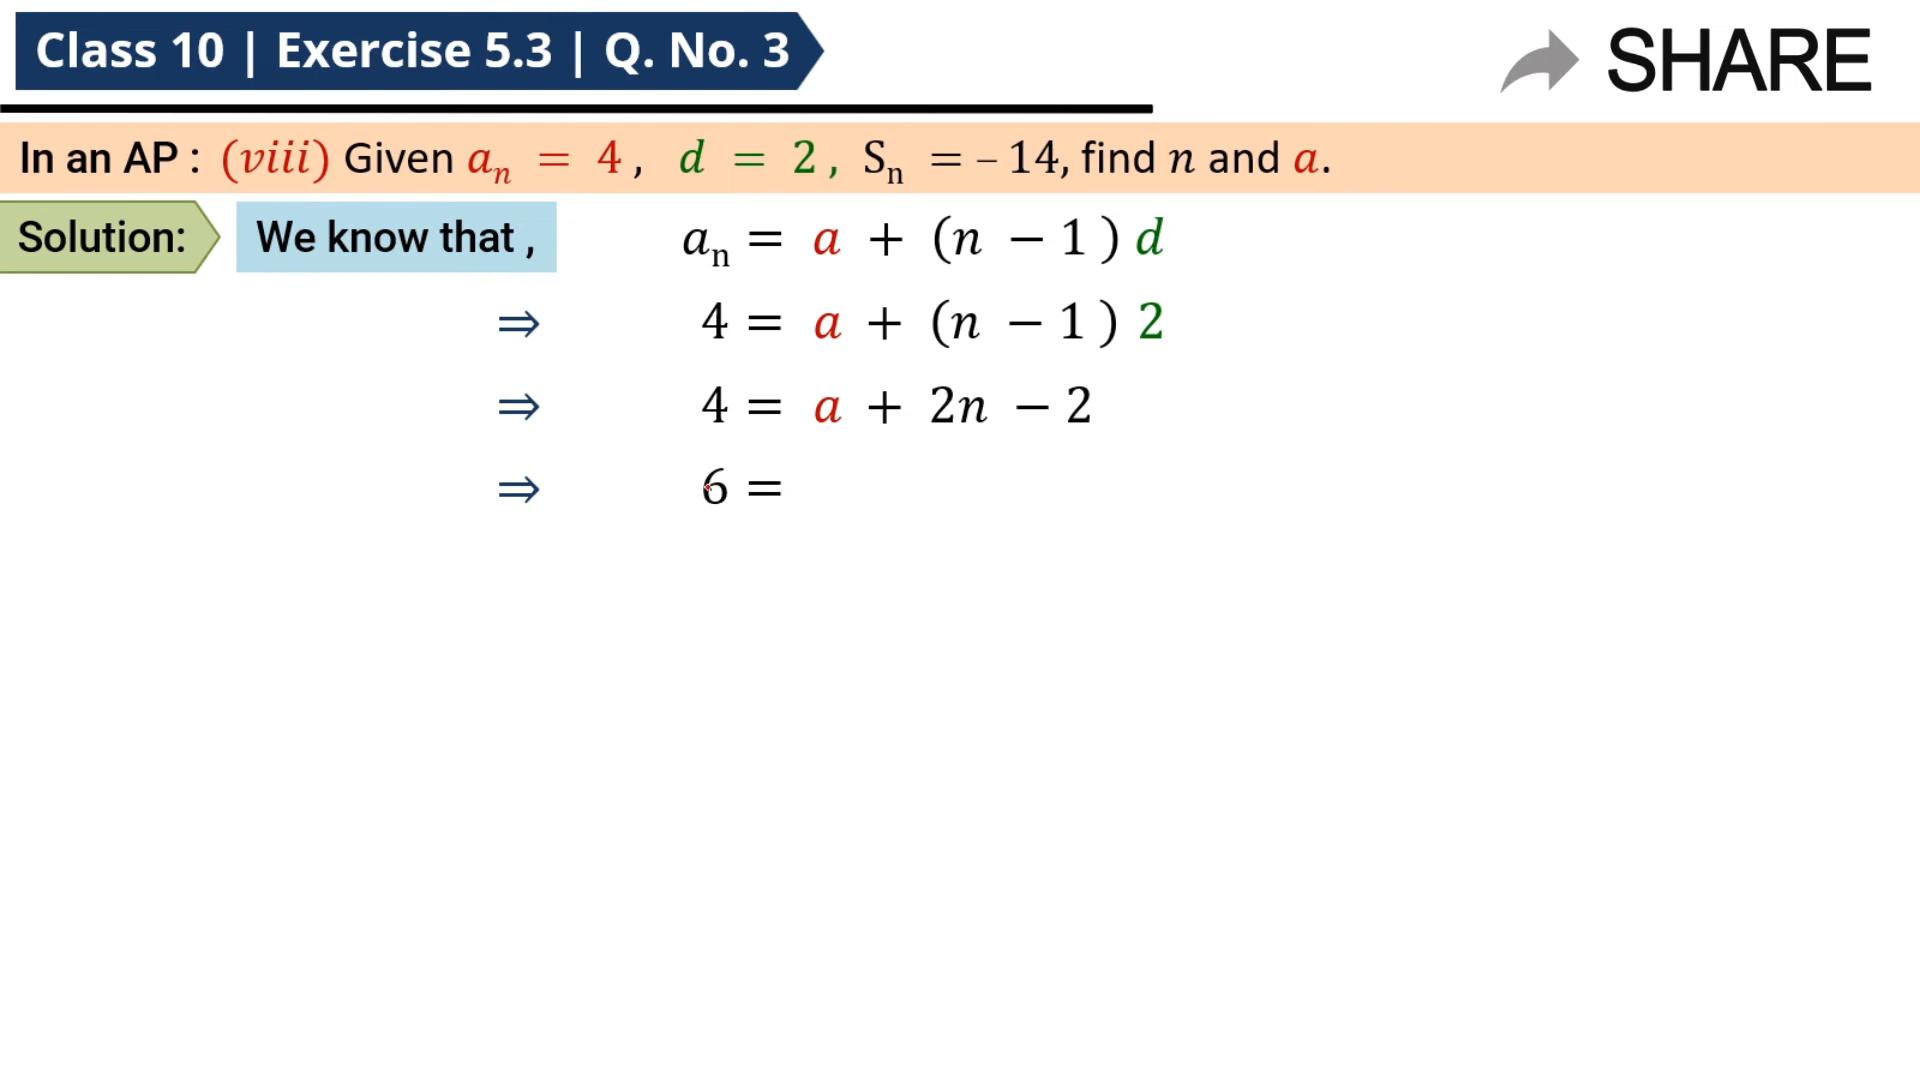 Class 10 | Exercise 5.3 | Q. No. 3
SHARE
In an AP : (viii) Given aₙ = 4 , d = 2 , Sₙ = – 14, find n and a.
Solution: We know that , aₙ = a + (n − 1 ) d
⇒ 4 = a + (n − 1 ) 2
⇒ 4 = a + 2n − 2
⇒ 6 =